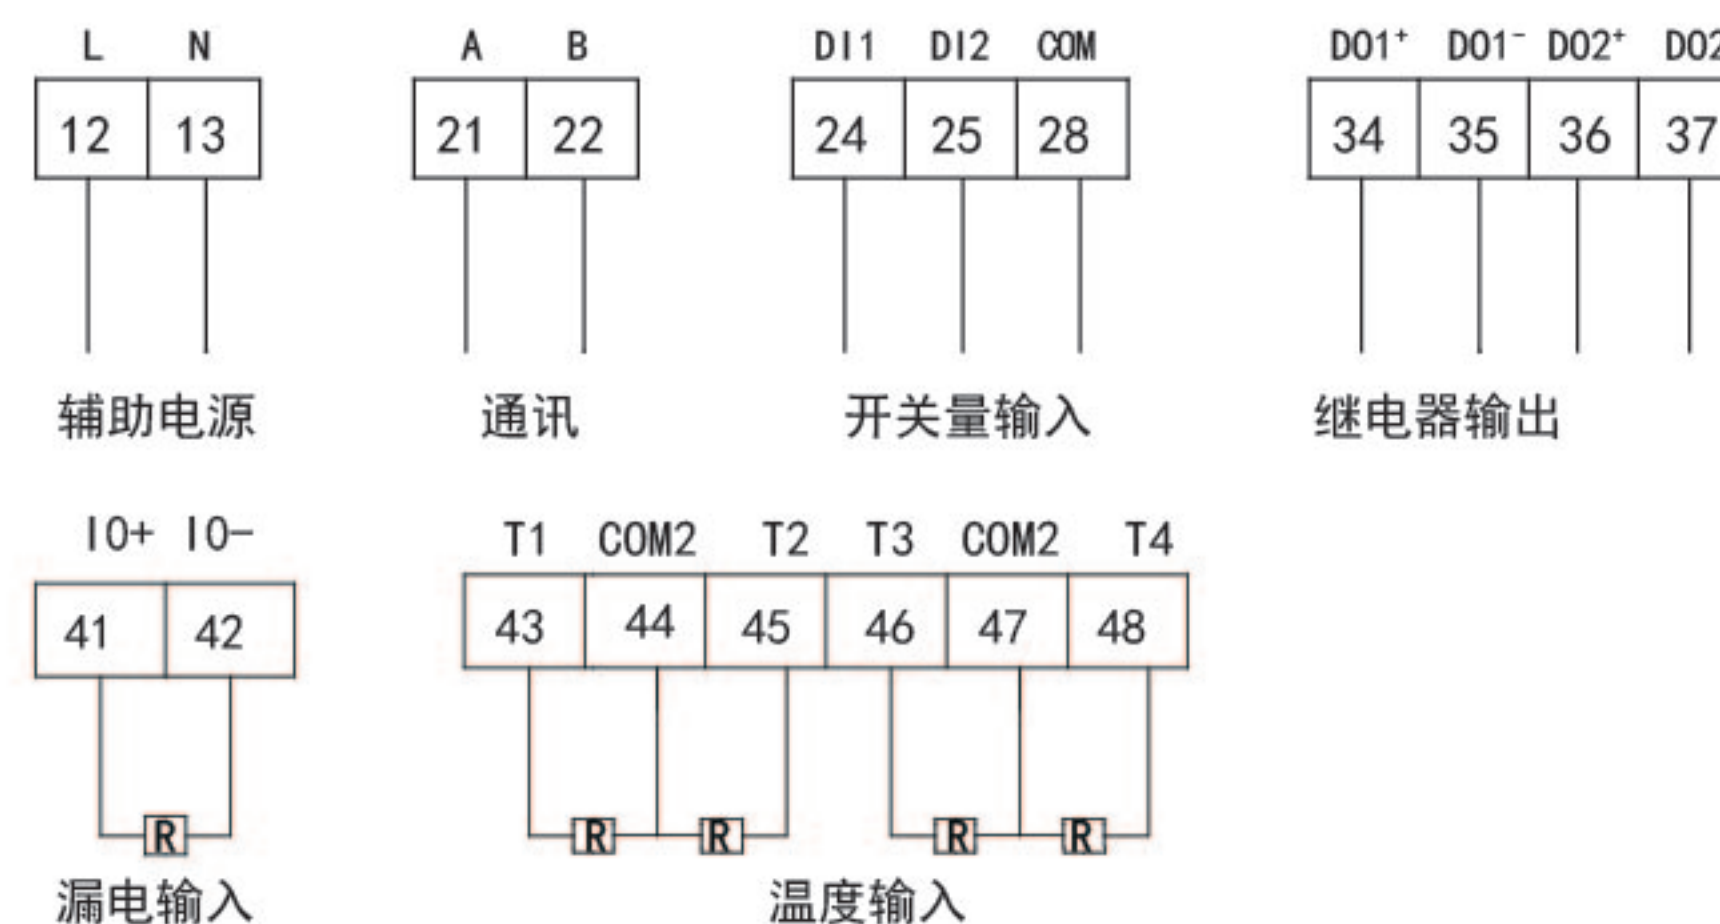 L N A B DI1 DI2 COM DO1⁺ DO1⁻ DO2⁺ DO2
12 13 21 22 24 25 28 34 35 36 37
辅助电源 通讯 开关量输入 继电器输出
I0+ I0- T1 COM2 T2 T3 COM2 T4
41 42 43 44 45 46 47 48
R R R R R
漏电输入 温度输入